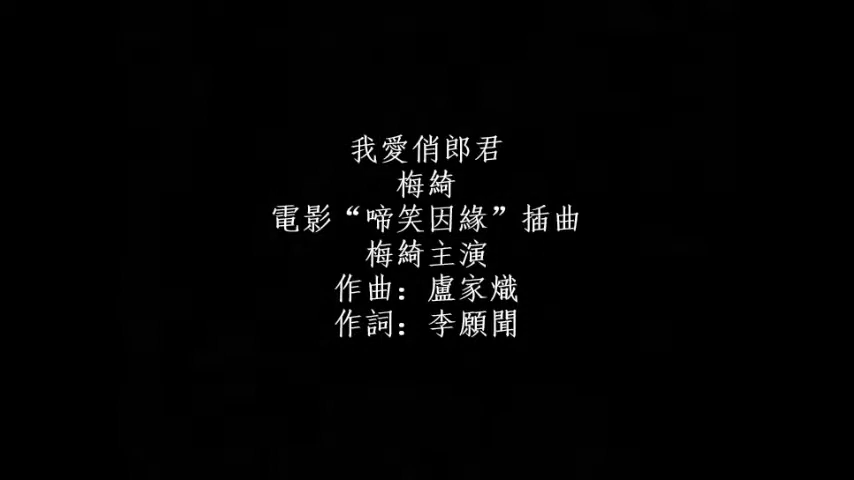 我愛俏郎君
梅綺
電影“啼笑因緣”插曲
梅綺主演
作曲：盧家熾
作詞：李願聞